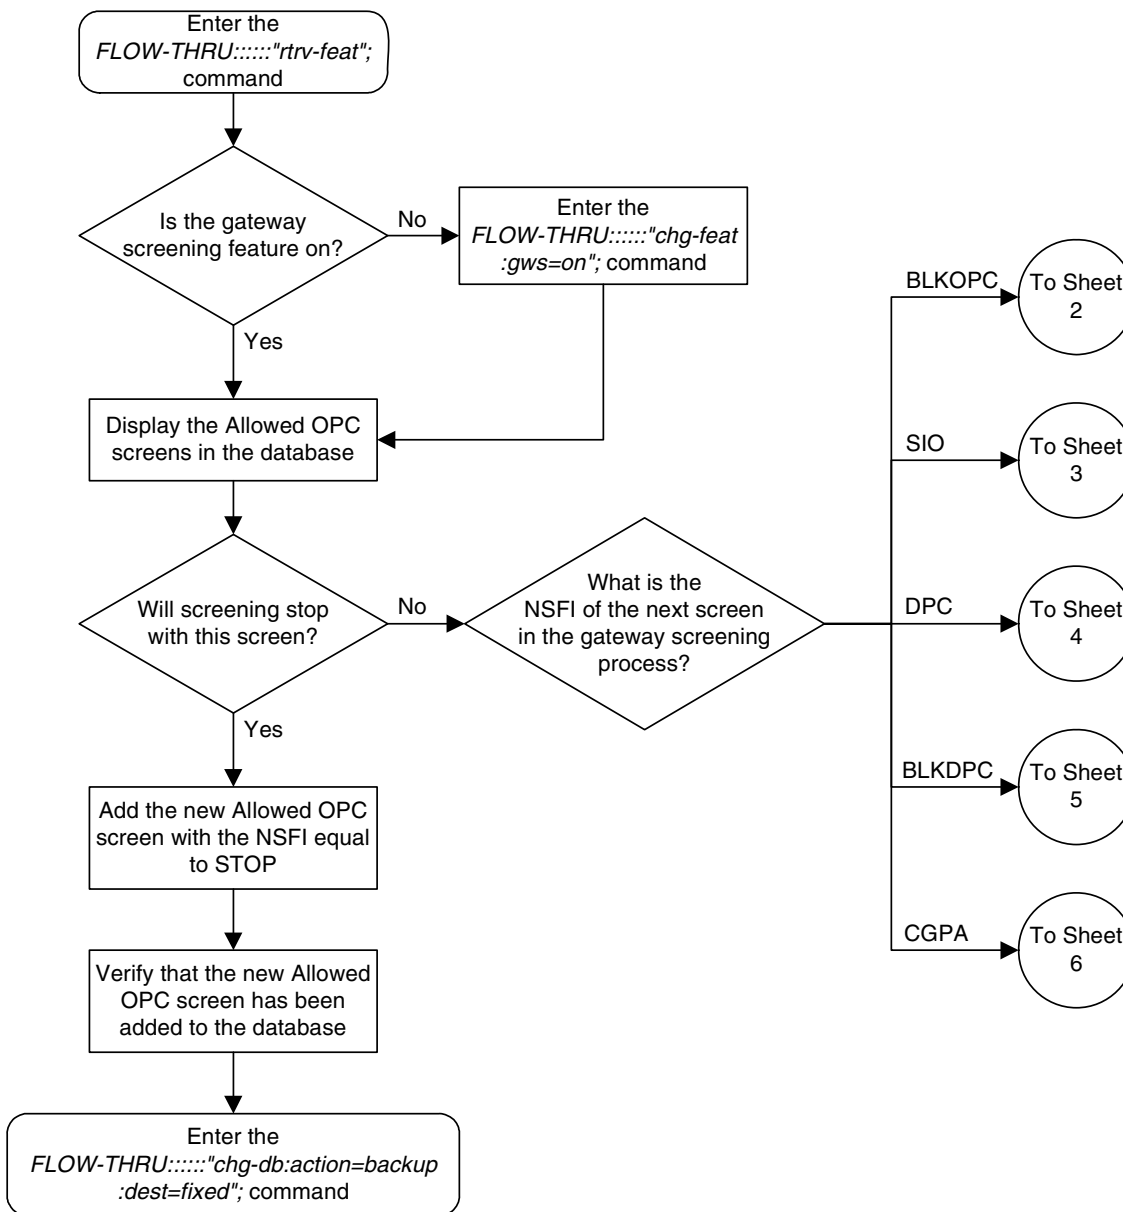 Enter the
FLOW-THRU::::::"rtrv-feat";
command
Is the gateway
screening feature on?
No
Enter the
FLOW-THRU::::::"chg-feat
:gws=on"; command
Yes
Display the Allowed OPC
screens in the database
Will screening stop
with this screen?
No
What is the
NSFI of the next screen
in the gateway screening
process?
BLKOPC
To Sheet
2
SIO
To Sheet
3
DPC
To Sheet
4
BLKDPC
To Sheet
5
CGPA
To Sheet
6
Yes
Add the new Allowed OPC
screen with the NSFI equal
to STOP
Verify that the new Allowed
OPC screen has been
added to the database
Enter the
FLOW-THRU::::::"chg-db:action=backup
:dest=fixed"; command